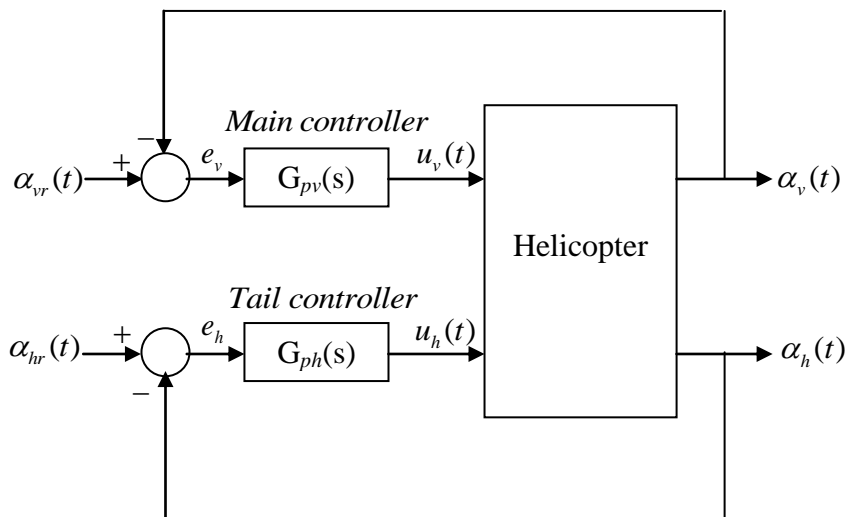 Main controller
−
+
e_v
u_v(t)
α_vr(t)
G_pv(s)
α_v(t)
Helicopter
Tail controller
+
e_h
u_h(t)
α_hr(t)
G_ph(s)
α_h(t)
−